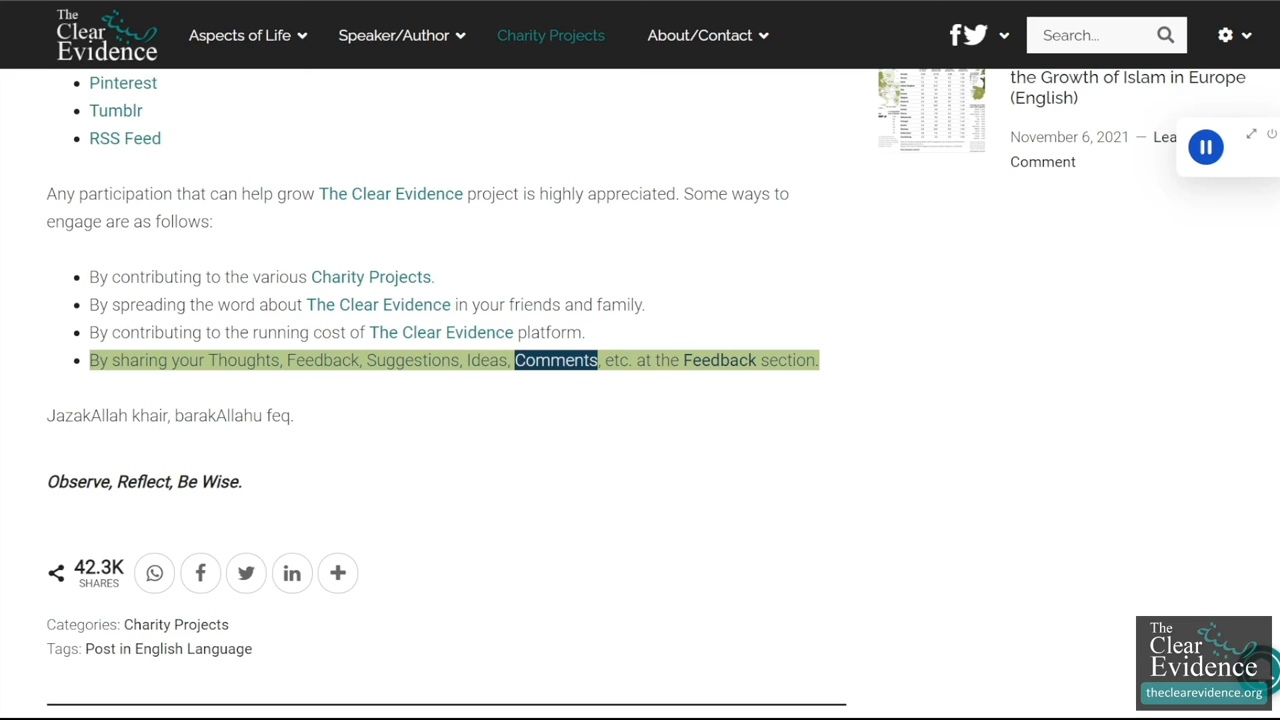 The
Clear
Evidence
Aspects of Life
Speaker/Author
Charity Projects
About/Contact
Search...
Pinterest
Tumblr
RSS Feed
the Growth of Islam in Europe
(English)
November 6, 2021 — Lea
Comment
Any participation that can help grow The Clear Evidence project is highly appreciated. Some ways to
engage are as follows:
By contributing to the various Charity Projects.
By spreading the word about The Clear Evidence in your friends and family.
By contributing to the running cost of The Clear Evidence platform.
By sharing your Thoughts, Feedback, Suggestions, Ideas, Comments, etc. at the Feedback section.
JazakAllah khair, barakAllahu feq.
Observe, Reflect, Be Wise.
42.3K
SHARES
Categories: Charity Projects
Tags: Post in English Language
The
Clear
Evidence
theclearevidence.org